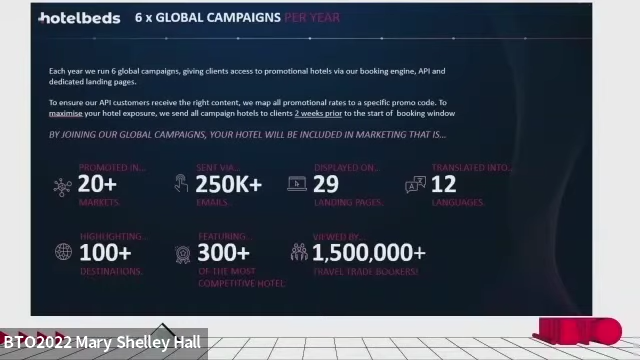 hotelbeds 6 x GLOBAL CAMPAIGNS PER YEAR
Each year we run 6 global campaigns, giving clients access to promotional hotels via our booking engine, API and
dedicated landing pages.
To ensure our API customers receive the right content, we map all promotional rates to a specific promo code. To
maximise your hotel exposure, we send all campaign hotels to clients 2 weeks prior to the start of booking window
BY JOINING OUR GLOBAL CAMPAIGNS, YOUR HOTEL WILL BE INCLUDED IN MARKETING THAT IS...
PROMOTED IN...
20+
MARKETS.
SENT VIA...
250K+
EMAILS.
DISPLAYED ON...
29
LANDING PAGES.
TRANSLATED INTO...
12
LANGUAGES.
HIGHLIGHTING...
100+
DESTINATIONS.
FEATURING...
300+
OF THE MOST
COMPETITIVE HOTEL
VIEWED BY...
1,500,000+
TRAVEL TRADE BOOKERS!
BTO2022 Mary Shelley Hall